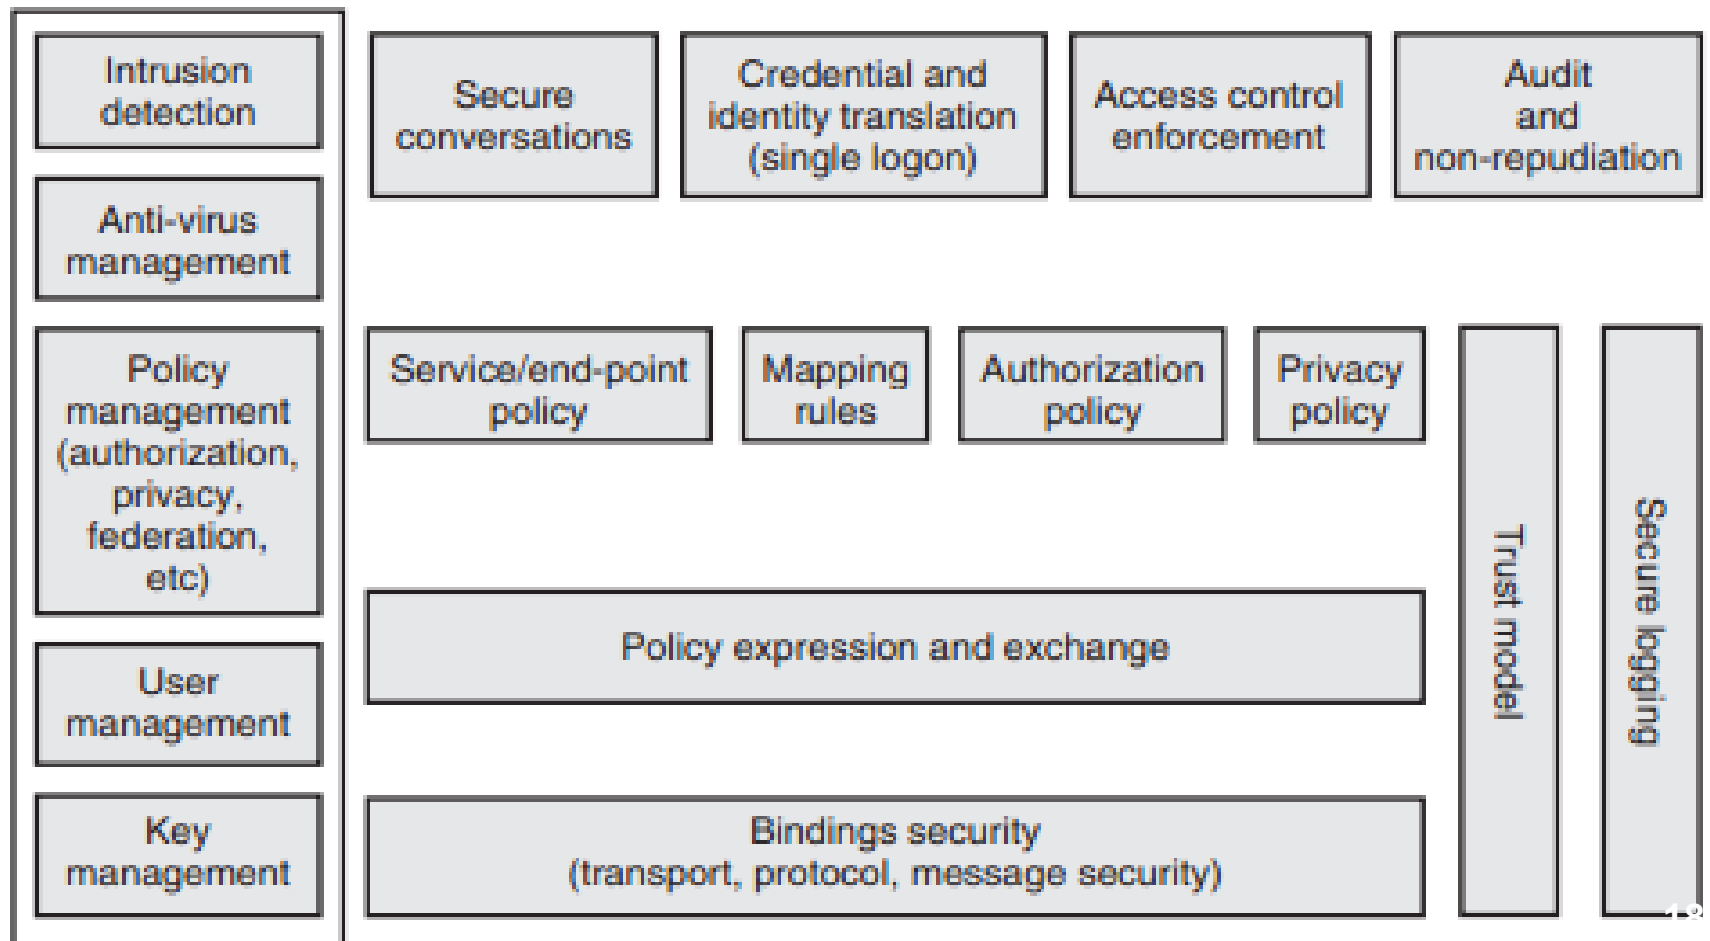 Intrusion
detection
Anti-virus
management
Policy
management
(authorization,
privacy,
federation,
etc)
User
management
Key
management
Secure
conversations
Credential and
identity translation
(single logon)
Access control
enforcement
Audit
and
non-repudiation
Service/end-point
policy
Mapping
rules
Authorization
policy
Privacy
policy
Policy expression and exchange
Bindings security
(transport, protocol, message security)
Trust model
Secure logging
18